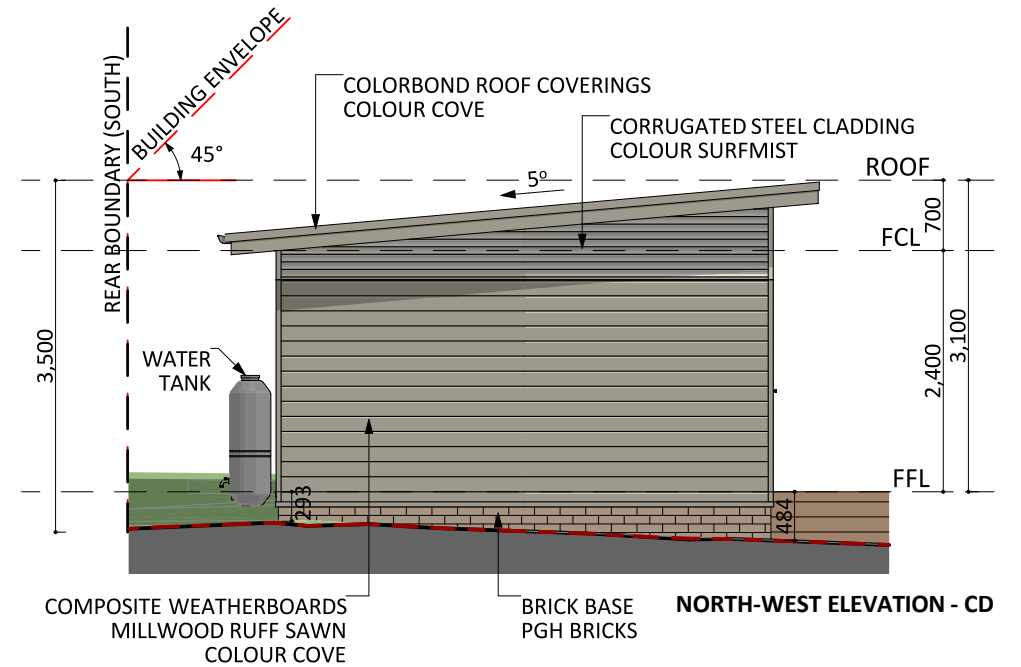 REAR BOUNDARY (SOUTH)
BUILDING ENVELOPE
45°
COLORBOND ROOF COVERINGS
COLOUR COVE
CORRUGATED STEEL CLADDING
COLOUR SURFMIST
5º
ROOF
700
FCL
3,500
3,100
2,400
WATER
TANK
FFL
293
484
COMPOSITE WEATHERBOARDS
MILLWOOD RUFF SAWN
COLOUR COVE
BRICK BASE
PGH BRICKS
NORTH-WEST ELEVATION - CD